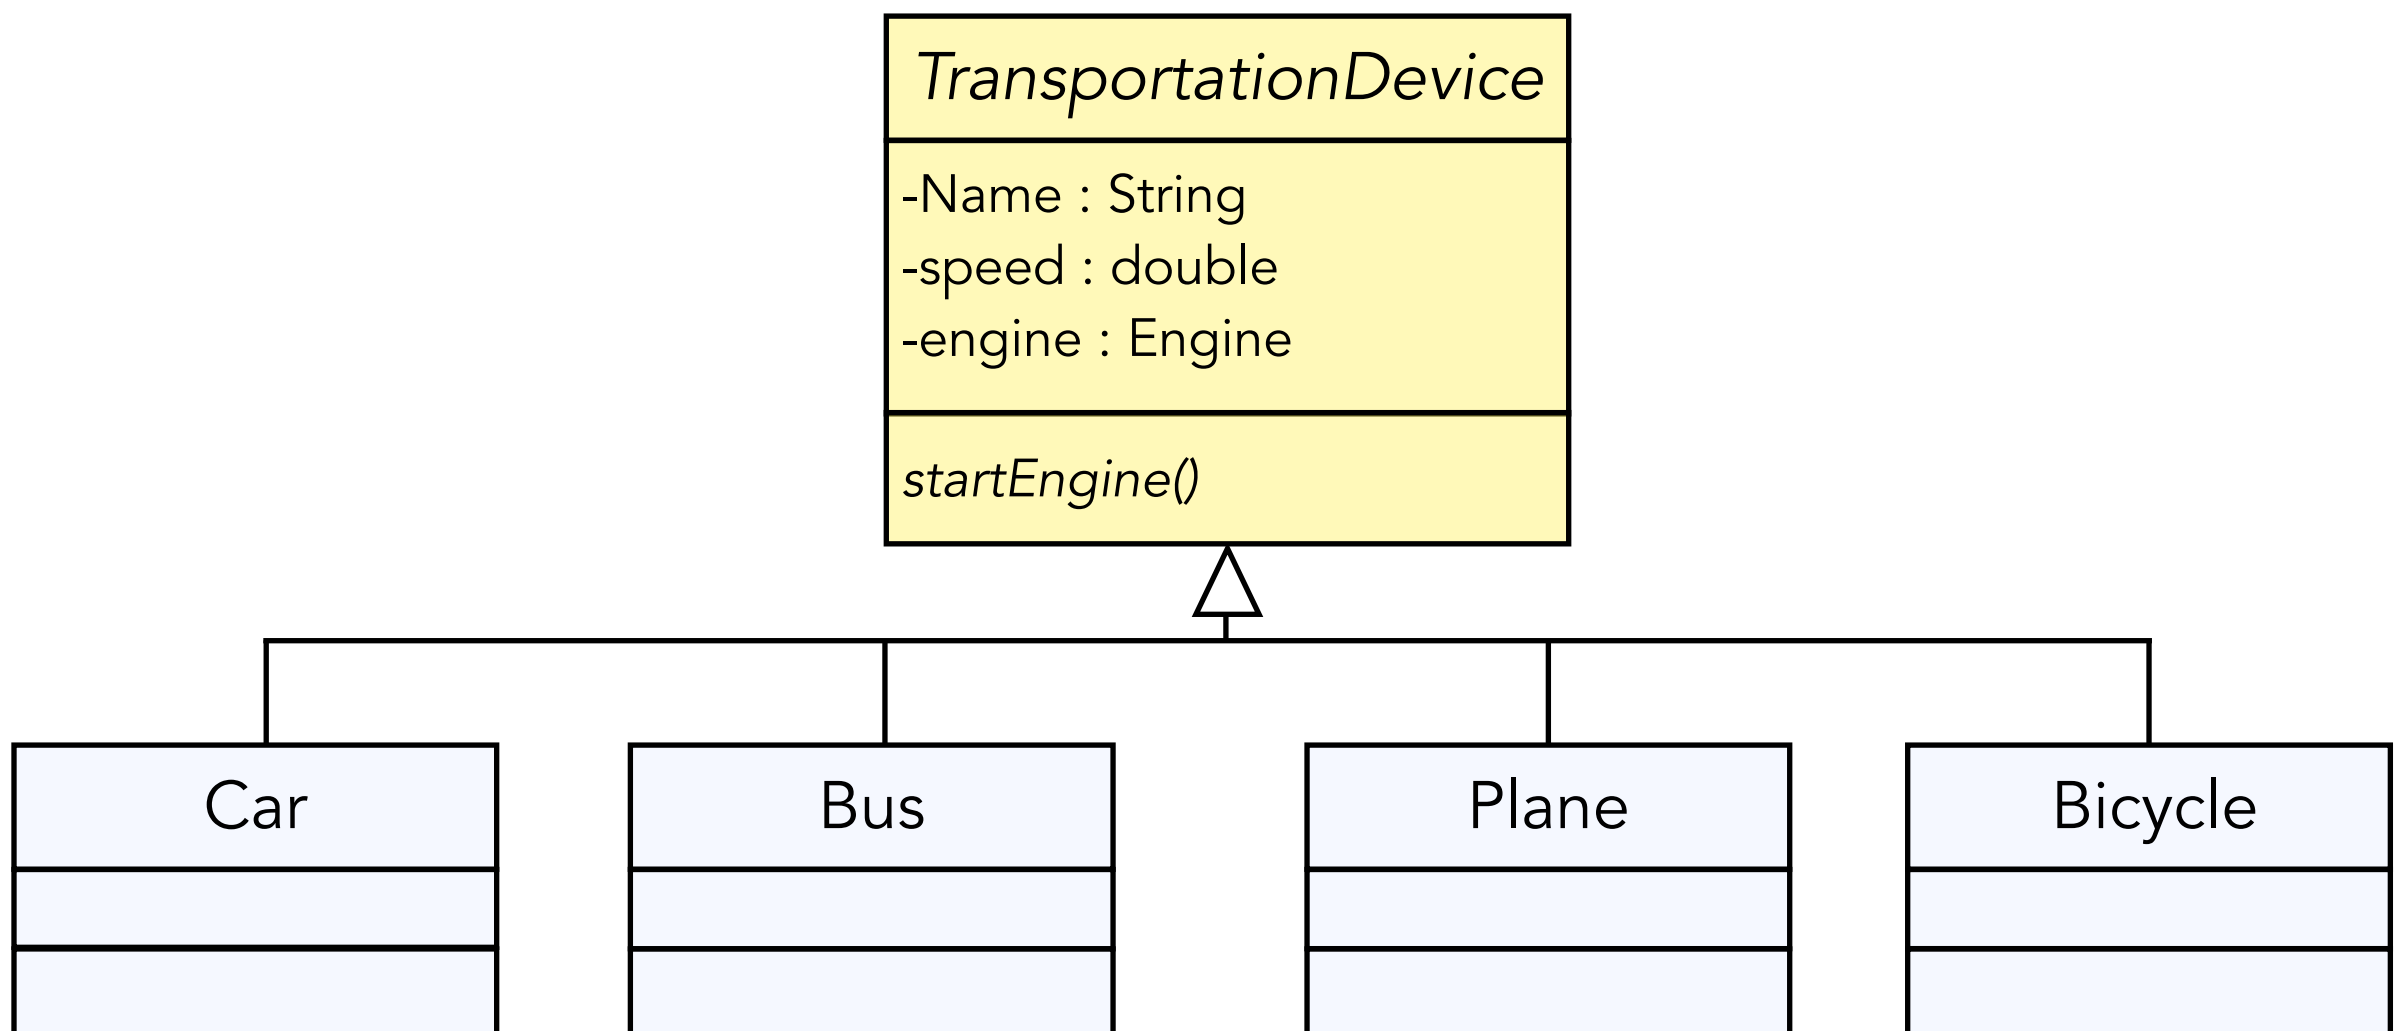 TransportationDevice
-Name : String
-speed : double
-engine : Engine
startEngine()
Car
Bus
Plane
Bicycle